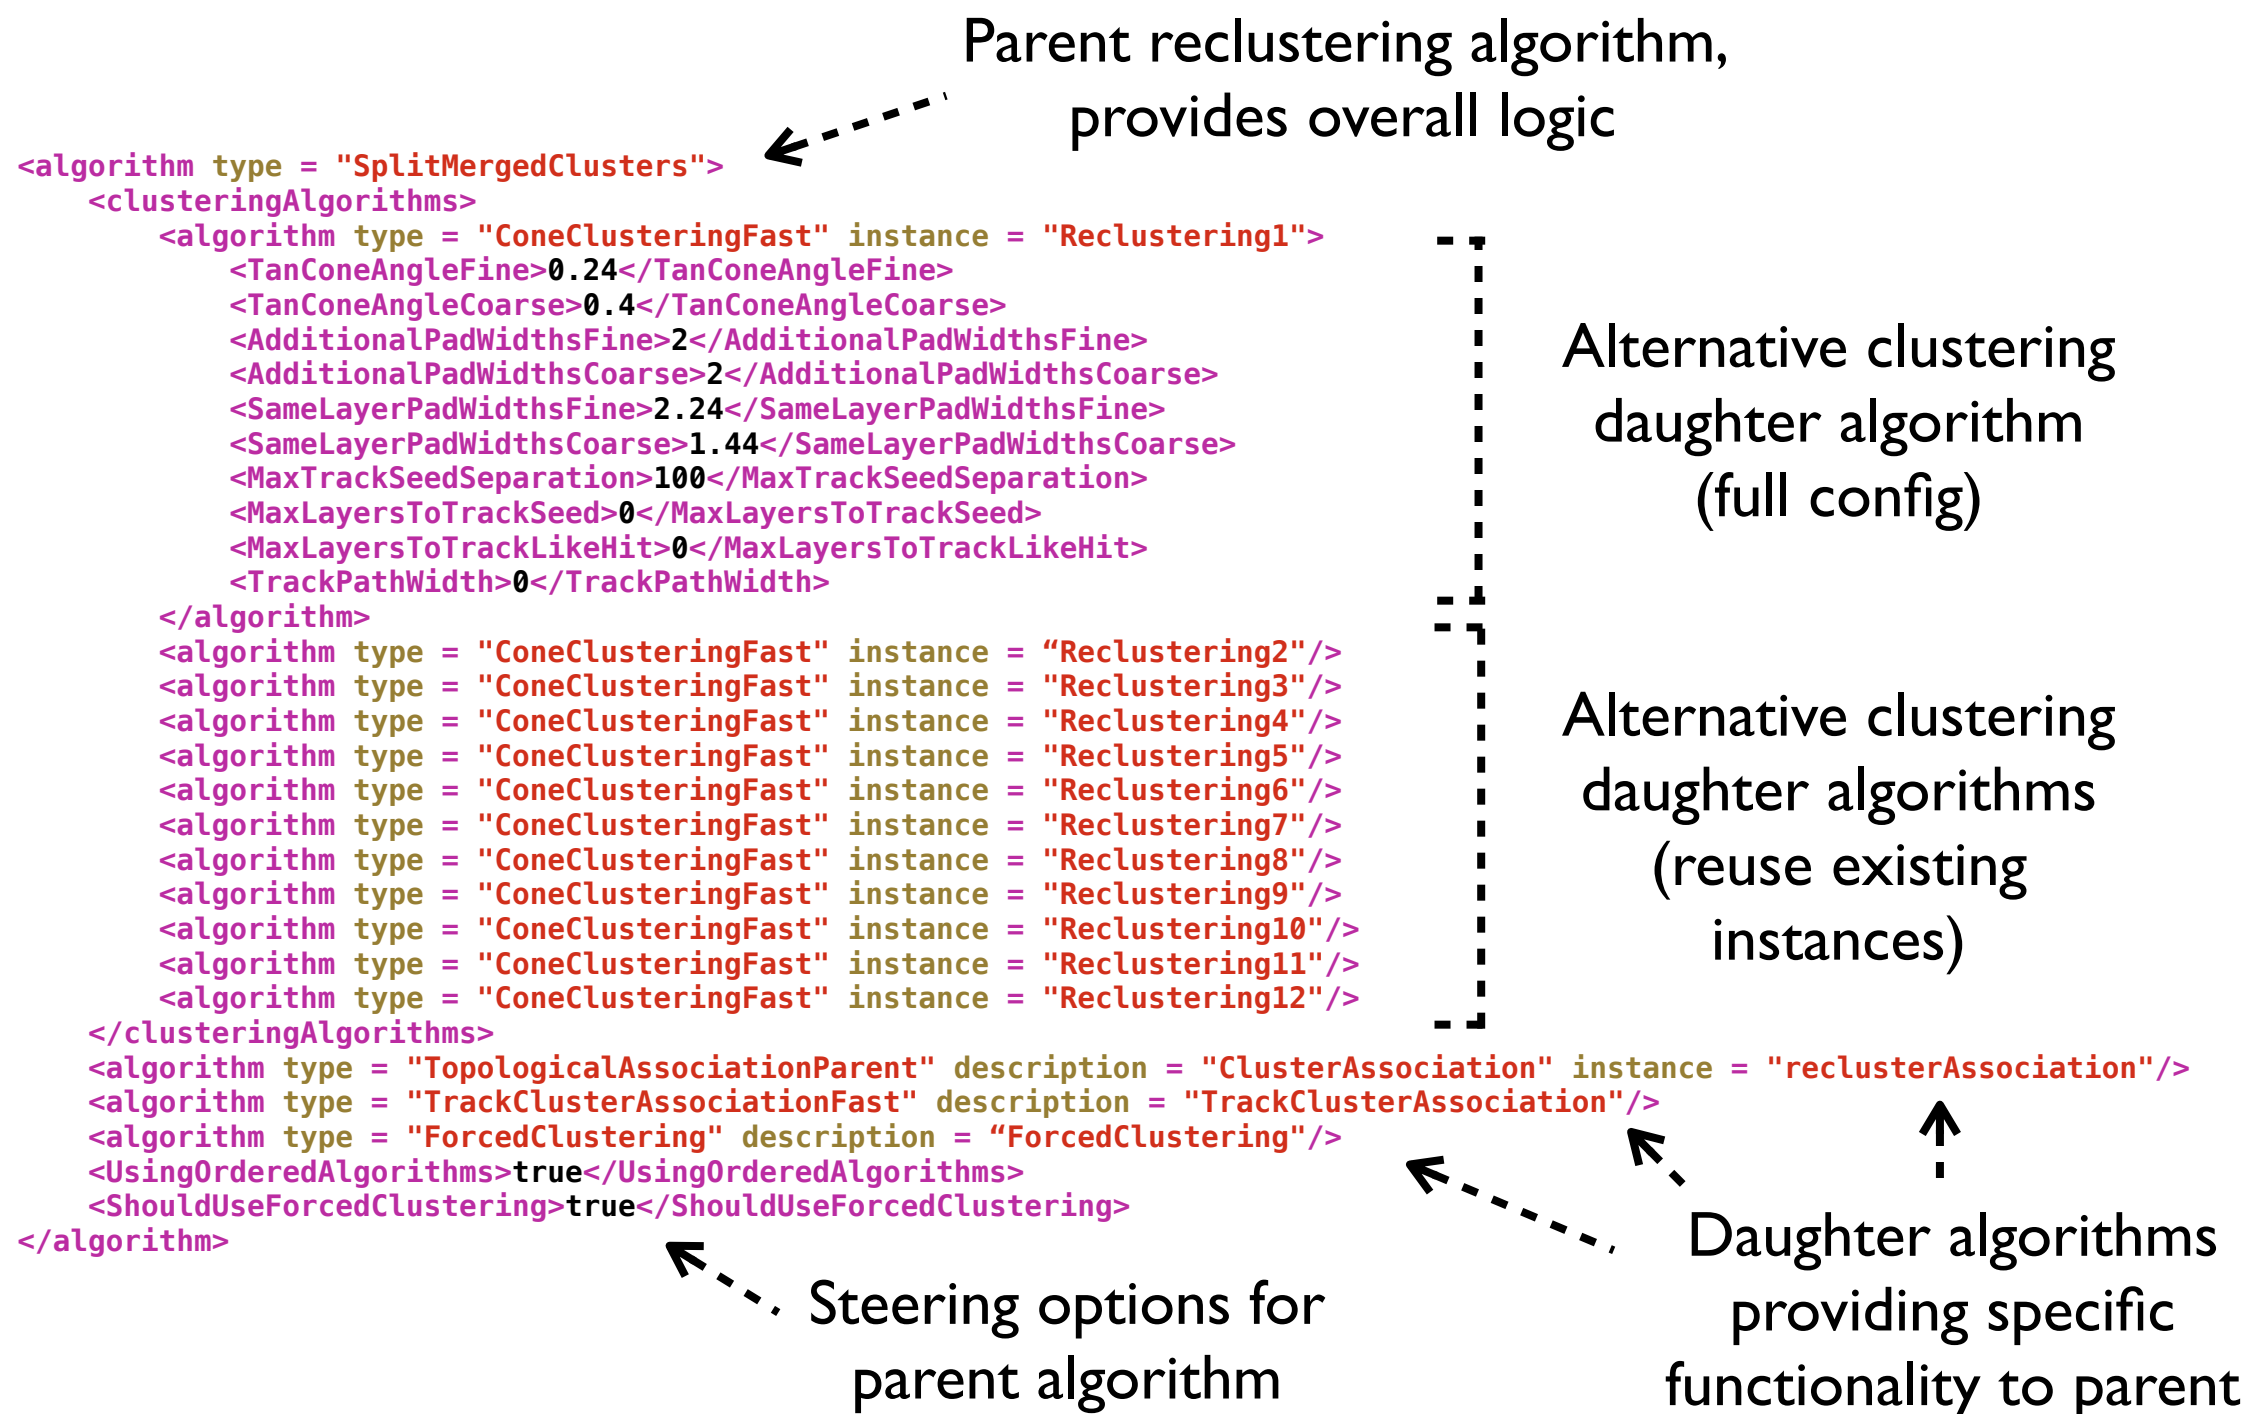 Parent reclustering algorithm,
provides overall logic
<algorithm type = "SplitMergedClusters">
<clusteringAlgorithms>
<algorithm type = "ConeClusteringFast" instance = "Reclustering1">
<TanConeAngleFine>0.24</TanConeAngleFine>
<TanConeAngleCoarse>0.4</TanConeAngleCoarse>
<AdditionalPadWidthsFine>2</AdditionalPadWidthsFine>
<AdditionalPadWidthsCoarse>2</AdditionalPadWidthsCoarse>
<SameLayerPadWidthsFine>2.24</SameLayerPadWidthsFine>
<SameLayerPadWidthsCoarse>1.44</SameLayerPadWidthsCoarse>
<MaxTrackSeedSeparation>100</MaxTrackSeedSeparation>
<MaxLayersToTrackSeed>0</MaxLayersToTrackSeed>
<MaxLayersToTrackLikeHit>0</MaxLayersToTrackLikeHit>
<TrackPathWidth>0</TrackPathWidth>
</algorithm>
Alternative clustering
daughter algorithm
(full config)
<algorithm type = "ConeClusteringFast" instance = “Reclustering2"/>
<algorithm type = "ConeClusteringFast" instance = "Reclustering3"/>
<algorithm type = "ConeClusteringFast" instance = "Reclustering4"/>
<algorithm type = "ConeClusteringFast" instance = "Reclustering5"/>
<algorithm type = "ConeClusteringFast" instance = "Reclustering6"/>
<algorithm type = "ConeClusteringFast" instance = "Reclustering7"/>
<algorithm type = "ConeClusteringFast" instance = "Reclustering8"/>
<algorithm type = "ConeClusteringFast" instance = "Reclustering9"/>
<algorithm type = "ConeClusteringFast" instance = "Reclustering10"/>
<algorithm type = "ConeClusteringFast" instance = "Reclustering11"/>
<algorithm type = "ConeClusteringFast" instance = "Reclustering12"/>
</clusteringAlgorithms>
Alternative clustering
daughter algorithms
(reuse existing
instances)
<algorithm type = "TopologicalAssociationParent" description = "ClusterAssociation" instance = "reclusterAssociation"/>
<algorithm type = "TrackClusterAssociationFast" description = "TrackClusterAssociation"/>
<algorithm type = "ForcedClustering" description = “ForcedClustering"/>
<UsingOrderedAlgorithms>true</UsingOrderedAlgorithms>
<ShouldUseForcedClustering>true</ShouldUseForcedClustering>
</algorithm>
Steering options for
parent algorithm
Daughter algorithms
providing specific
functionality to parent